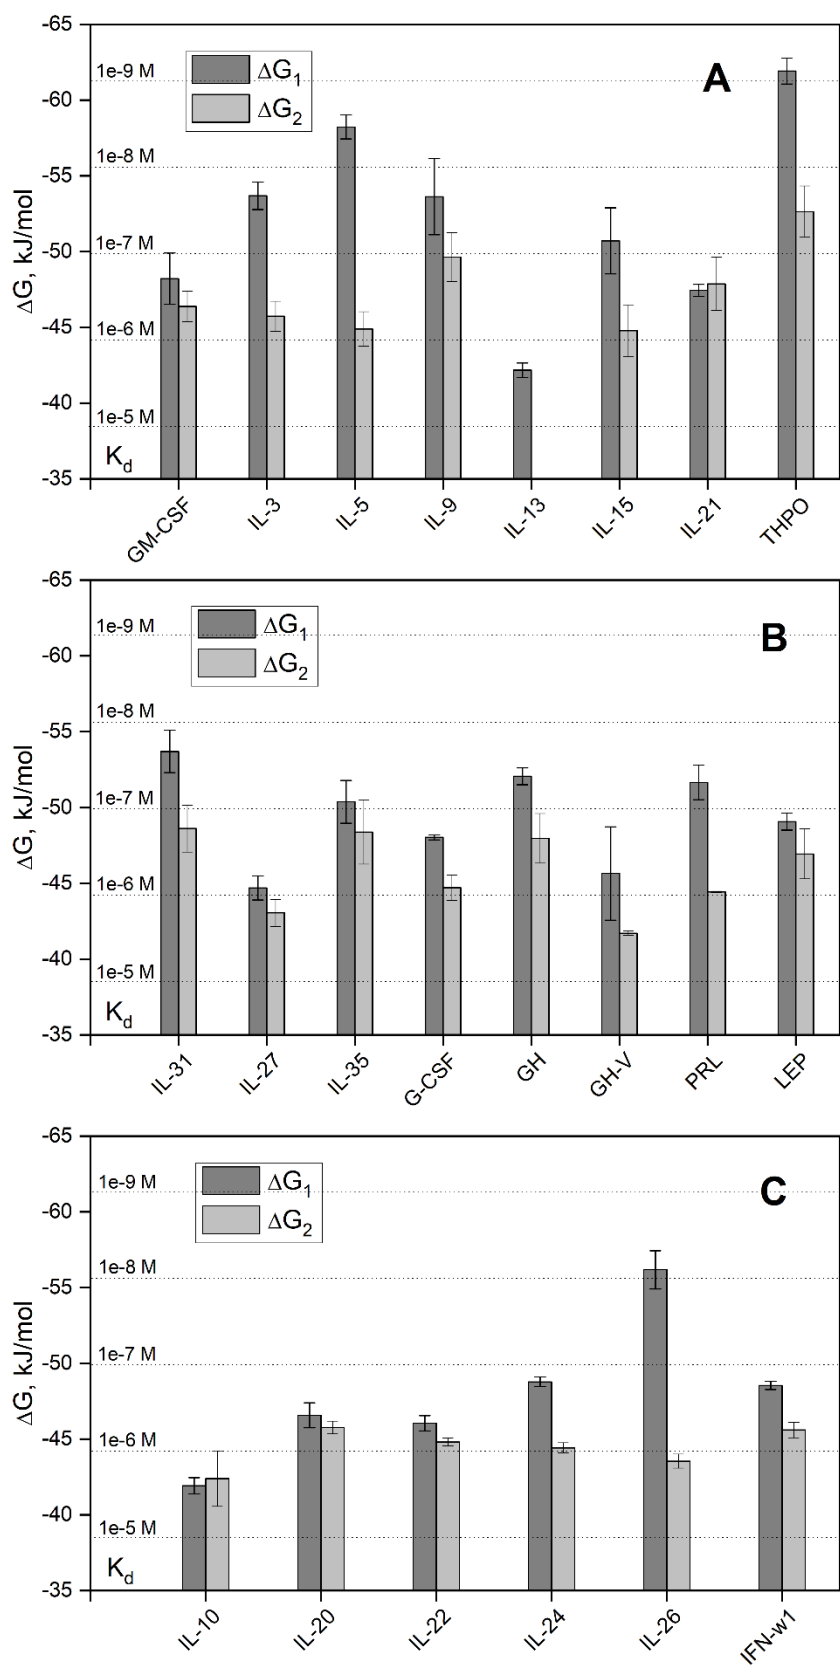 A
ΔG₁
ΔG₂
ΔG, kJ/mol
-65
-60
-55
-50
-45
-40
-35
1e-9 M
1e-8 M
1e-7 M
1e-6 M
1e-5 M
Kd
GM-CSF
IL-3
IL-5
IL-9
IL-13
IL-15
IL-21
THPO
B
ΔG₁
ΔG₂
ΔG, kJ/mol
-65
-60
-55
-50
-45
-40
-35
1e-9 M
1e-8 M
1e-7 M
1e-6 M
1e-5 M
Kd
IL-31
IL-27
IL-35
G-CSF
GH
GH-V
PRL
LEP
C
ΔG₁
ΔG₂
ΔG, kJ/mol
-65
-60
-55
-50
-45
-40
-35
1e-9 M
1e-8 M
1e-7 M
1e-6 M
1e-5 M
Kd
IL-10
IL-20
IL-22
IL-24
IL-26
IFN-w1